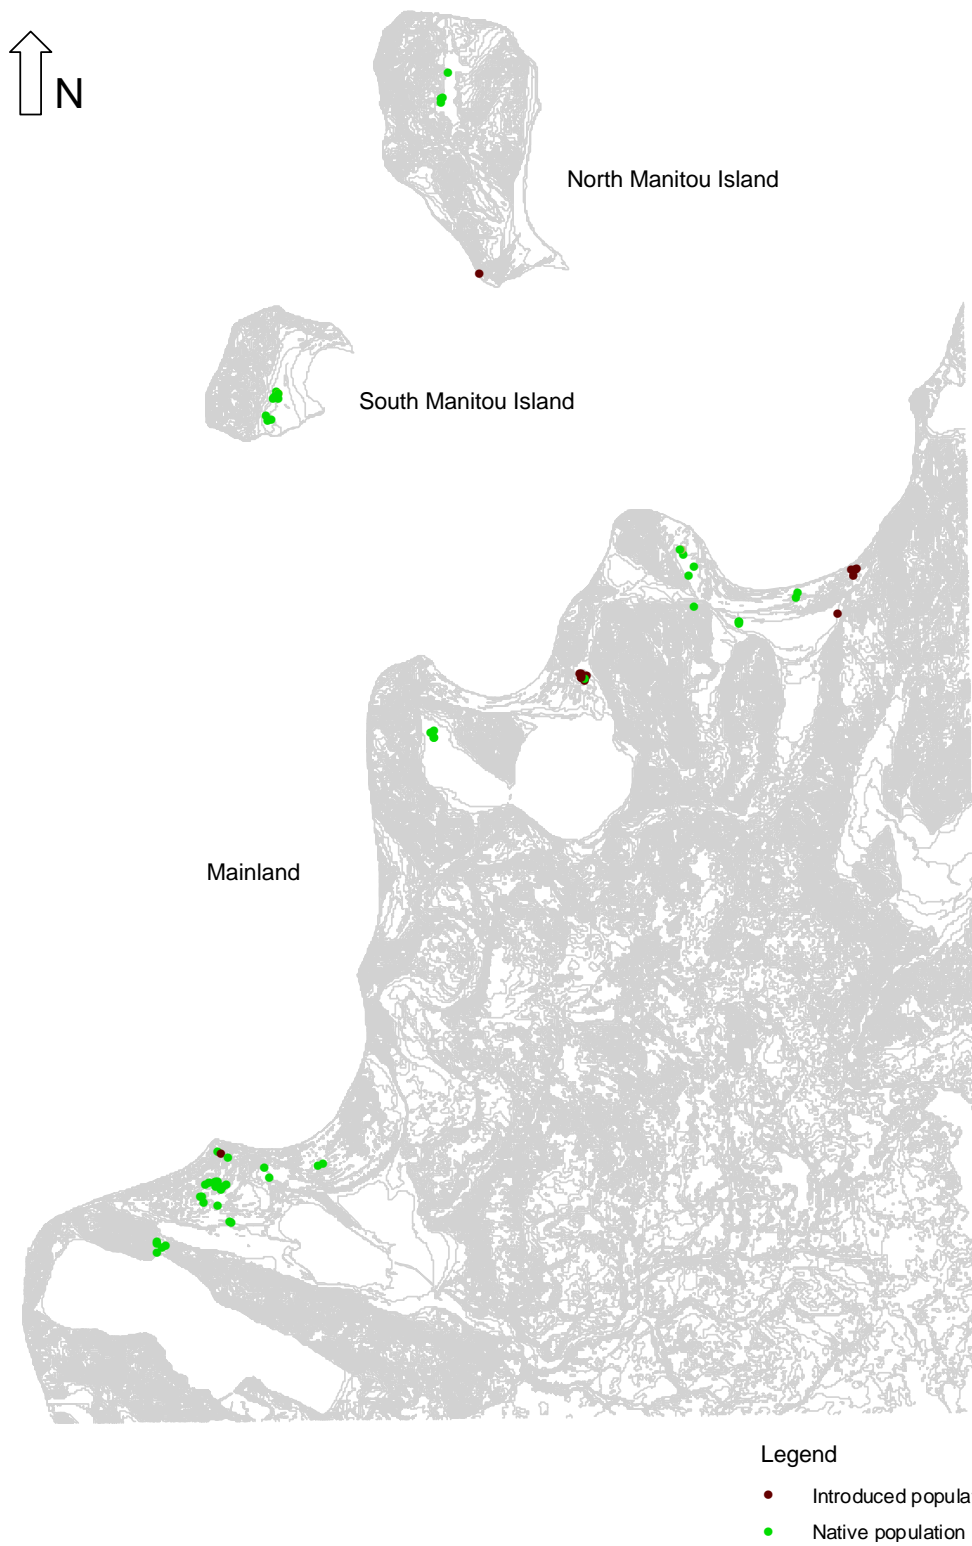 N
North Manitou Island
South Manitou Island
Mainland
Legend
Introduced popula
Native population